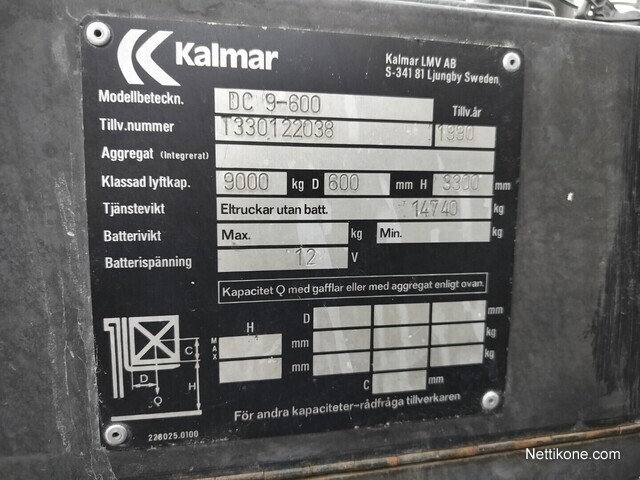 Kalmar
Kalmar LMV AB
S-341 81 Ljungby Sweden
Modellbeteckn. DC 9-600
Tillv.år
Tillv.nummer T330122038 1990
Aggregat (Integrerat)
Klassad lyftkap. 9000 kg D 600 mm H 3300 mm
Tjänstevikt Eltruckar utan batt. 14740 kg
Batterivikt Max. kg Min. kg
Batterispänning 12 V
Kapacitet Q med gafflar eller med aggregat enligt ovan.
H D mm
MAX mm kg
mm kg
C mm
C
D H
Q
För andra kapaciteter-rådfråga tillverkaren
228025.0100
Nettikone.com